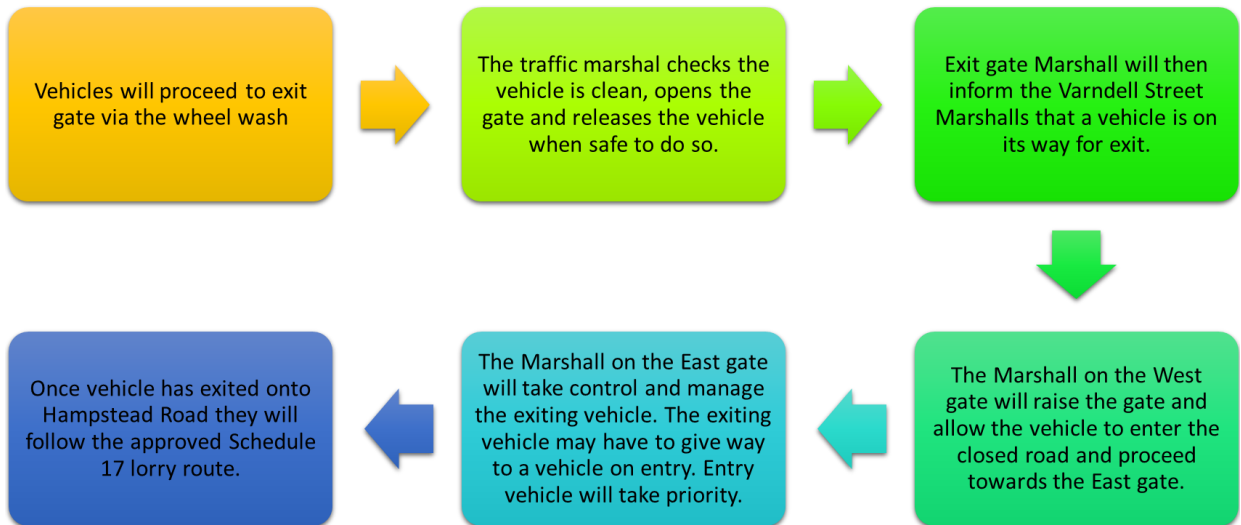 Vehicles will proceed to exit
gate via the wheel wash
The traffic marshal checks the
vehicle is clean, opens the
gate and releases the vehicle
when safe to do so.
Exit gate Marshall will then
inform the Varndell Street
Marshalls that a vehicle is on
its way for exit.
The Marshall on the West
gate will raise the gate and
allow the vehicle to enter the
closed road and proceed
towards the East gate.
The Marshall on the East gate
will take control and manage
the exiting vehicle. The exiting
vehicle may have to give way
to a vehicle on entry. Entry
vehicle will take priority.
Once vehicle has exited onto
Hampstead Road they will
follow the approved Schedule
17 lorry route.